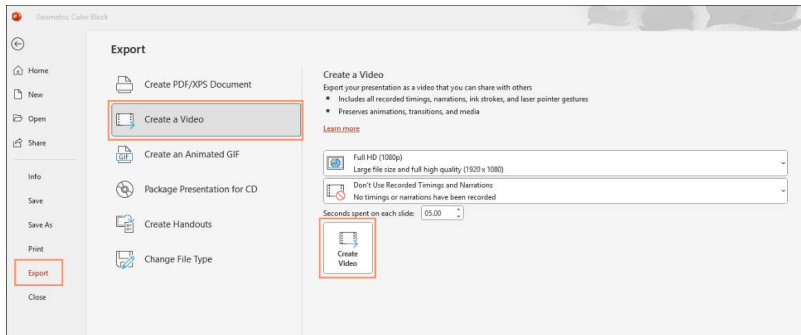 Geometric Color Block
Export
Home
New
Open
Share
Info
Save
Save As
Print
Export
Close
Create PDF/XPS Document
Create a Video
Create an Animated GIF
GIF
Package Presentation for CD
Create Handouts
Change File Type
Create a Video
Export your presentation as a video that you can share with others
Includes all recorded timings, narrations, ink strokes, and laser pointer gestures
Preserves animations, transitions, and media
Learn more
Full HD (1080p)
Large file size and full high quality (1920 x 1080)
Don't Use Recorded Timings and Narrations
No timings or narrations have been recorded
Seconds spent on each slide: 05.00
Create
Video